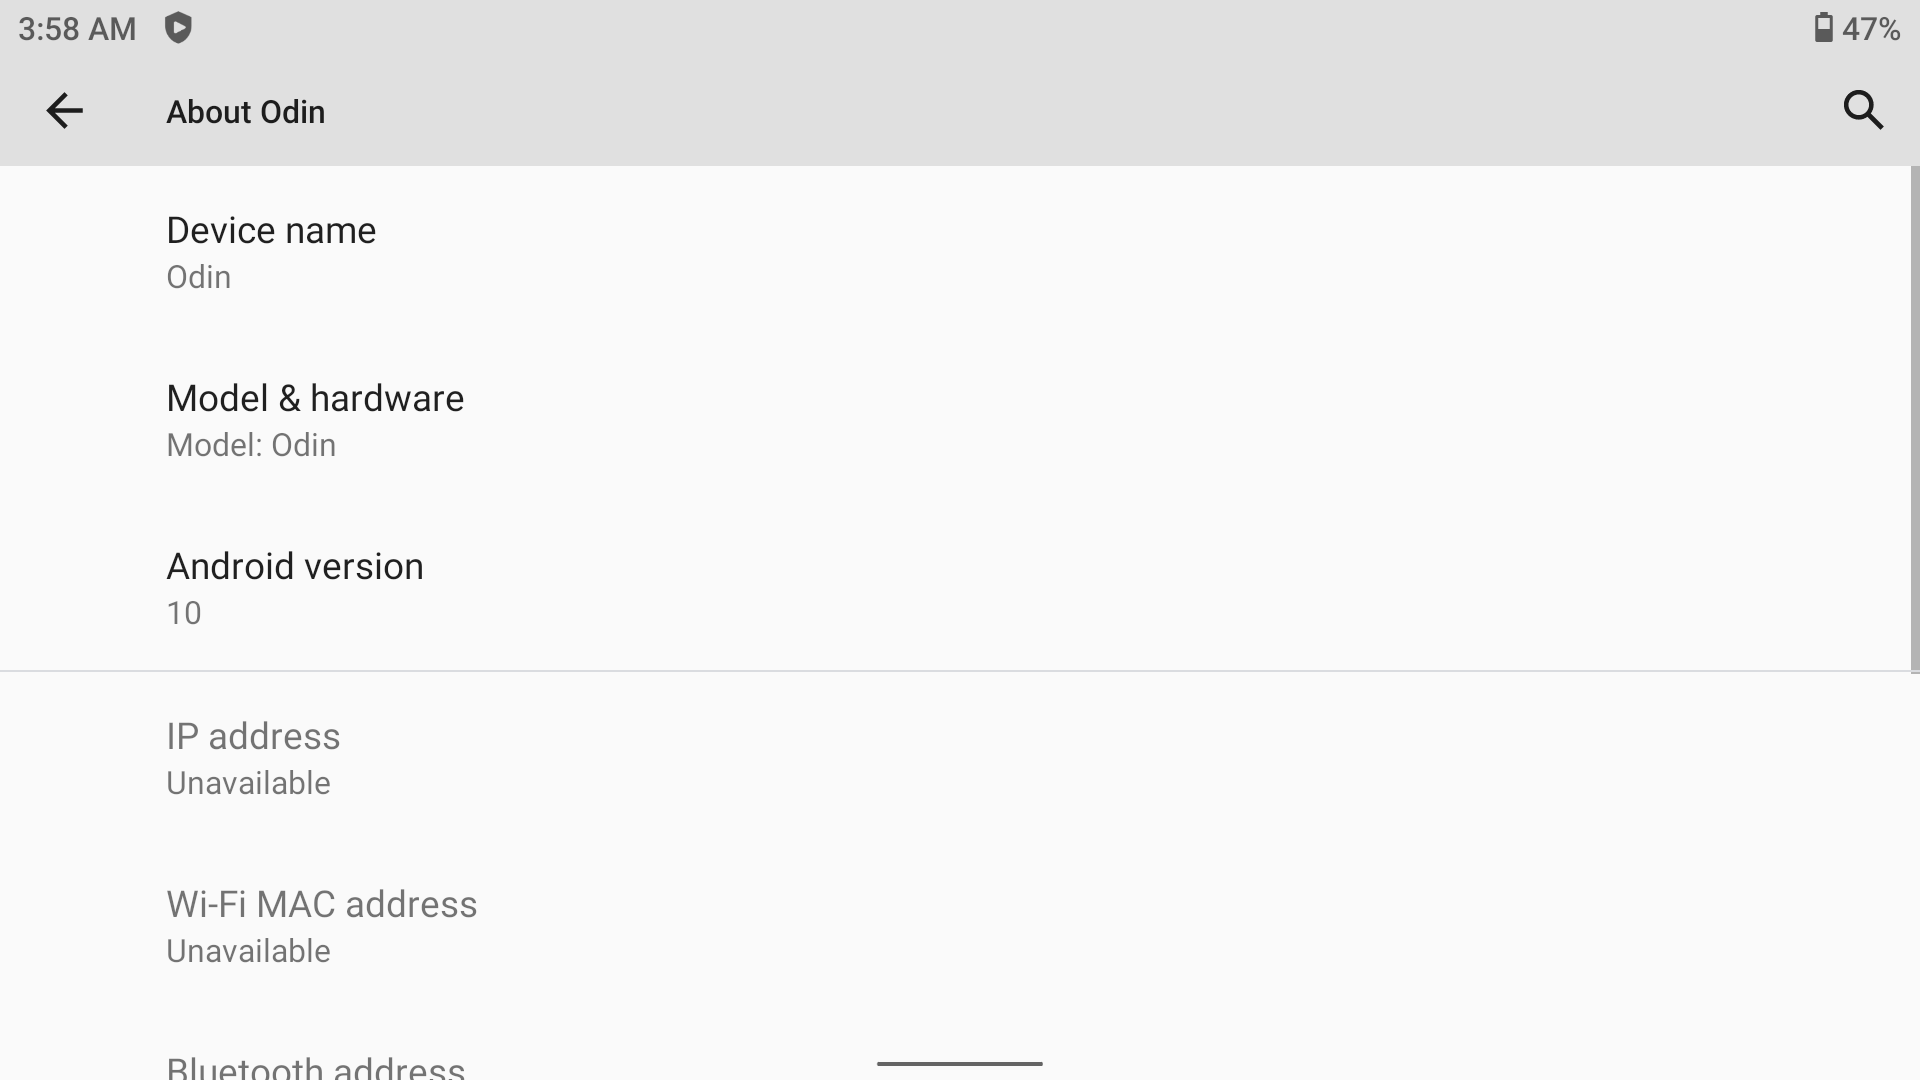 3:58 AM 47%
About Odin
Device name
Odin
Model & hardware
Model: Odin
Android version
10
IP address
Unavailable
Wi-Fi MAC address
Unavailable
Bluetooth address